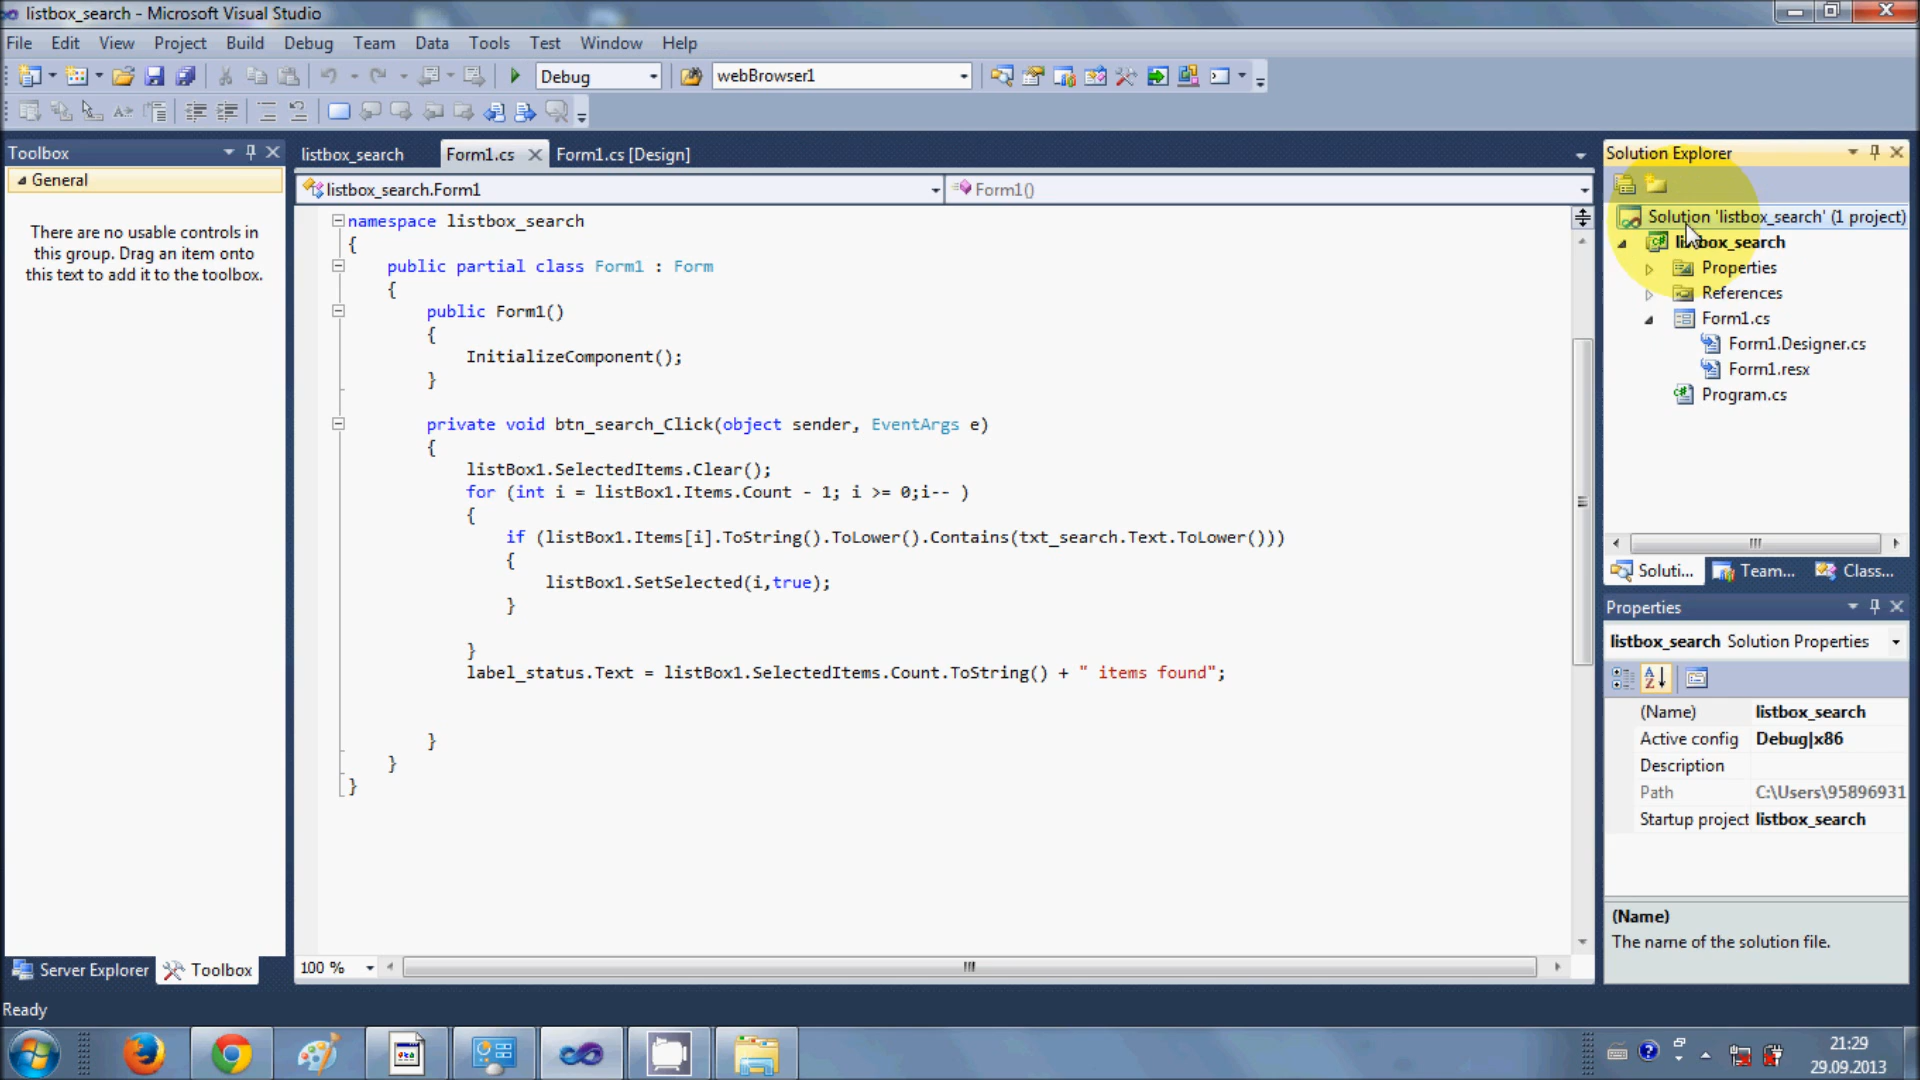 listbox_search - Microsoft Visual Studio
File Edit View Project Build Debug Team Data Tools Test Window Help
Debug webBrowser1
Toolbox
General
There are no usable controls in
this group. Drag an item onto
this text to add it to the toolbox.
Server Explorer Toolbox
listbox_search Form1.cs Form1.cs [Design]
listbox_search.Form1 Form1()
namespace listbox_search
{
public partial class Form1 : Form
{
public Form1()
{
InitializeComponent();
}
private void btn_search_Click(object sender, EventArgs e)
{
listBox1.SelectedItems.Clear();
for (int i = listBox1.Items.Count - 1; i >= 0;i-- )
{
if (listBox1.Items[i].ToString().ToLower().Contains(txt_search.Text.ToLower()))
{
listBox1.SetSelected(i,true);
}
}
label_status.Text = listBox1.SelectedItems.Count.ToString() + " items found";
}
}
}
100 %
Solution Explorer
Solution 'listbox_search' (1 project)
listbox_search
Properties
References
Form1.cs
Form1.Designer.cs
Form1.resx
Program.cs
Soluti... Team... Class...
Properties
listbox_search Solution Properties
(Name) listbox_search
Active config Debug|x86
Description
Path C:\Users\95896931
Startup project listbox_search
(Name)
The name of the solution file.
Ready
21:29
29.09.2013